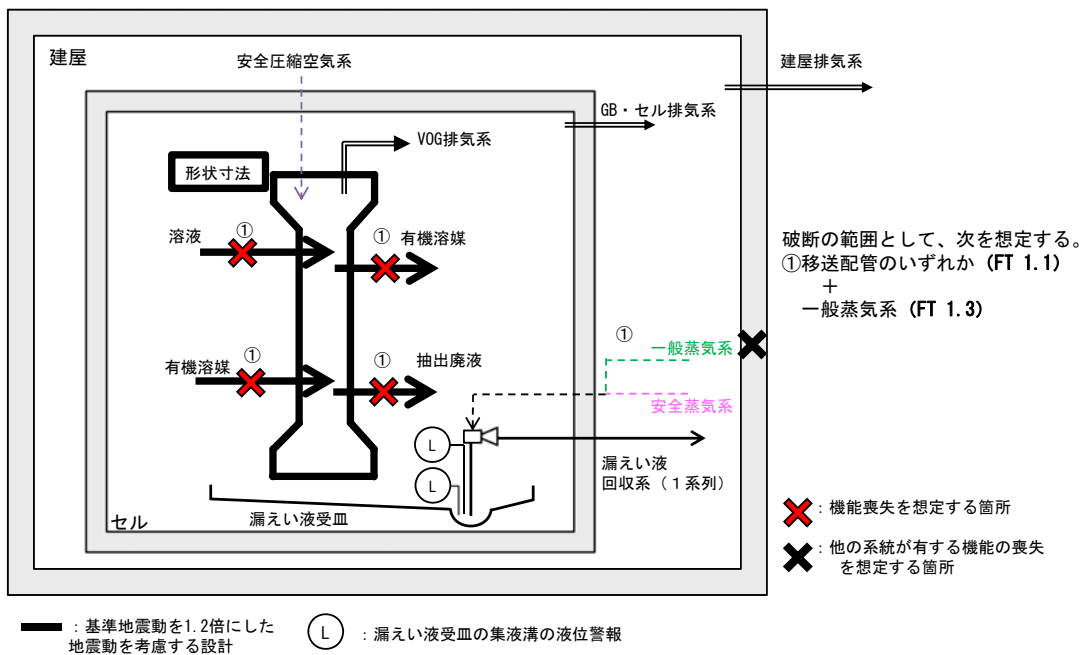 建屋
安全圧縮空気系
建屋排気系
GB・セル排気系
VOG排気系
形状寸法
溶液
①
①
有機溶媒
破断の範囲として、次を想定する。
①移送配管のいずれか (FT 1.1)
+
一般蒸気系 (FT 1.3)
①
一般蒸気系
有機溶媒
①
①
抽出廃液
安全蒸気系
L
L
漏えい液
回収系(1系列)
セル
漏えい液受皿
:機能喪失を想定する箇所
:他の系統が有する機能の喪失
を想定する箇所
:基準地震動を1.2倍にした
地震動を考慮する設計
L
:漏えい液受皿の集液溝の液位警報